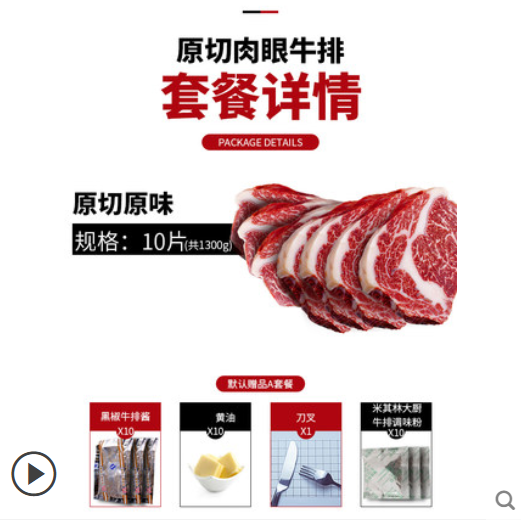 原切肉眼牛排
套餐详情
PACKAGE DETAILS
原切原味
规格：10片(共1300g)
默认赠品A套餐
黑椒牛排酱
X10
黄油
X10
刀叉
X1
米其林大厨
牛排调味粉
X10